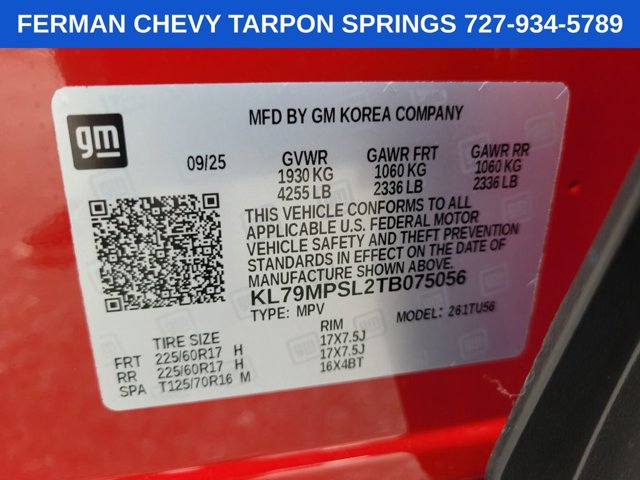 FERMAN CHEVY TARPON SPRINGS 727-934-5789
gm
MFD BY GM KOREA COMPANY
09/25 GVWR GAWR FRT GAWR RR
1930 KG 1060 KG 1060 KG
4255 LB 2336 LB 2336 LB
THIS VEHICLE CONFORMS TO ALL
APPLICABLE U.S. FEDERAL MOTOR
VEHICLE SAFETY AND THEFT PREVENTION
STANDARDS IN EFFECT ON THE DATE OF
MANUFACTURE SHOWN ABOVE.
KL79MPSL2TB075056
TYPE: MPV MODEL: 261TU56
TIRE SIZE RIM
FRT 225/60R17 H 17X7.5J
RR 225/60R17 H 17X7.5J
SPA T125/70R16 M 16X4BT